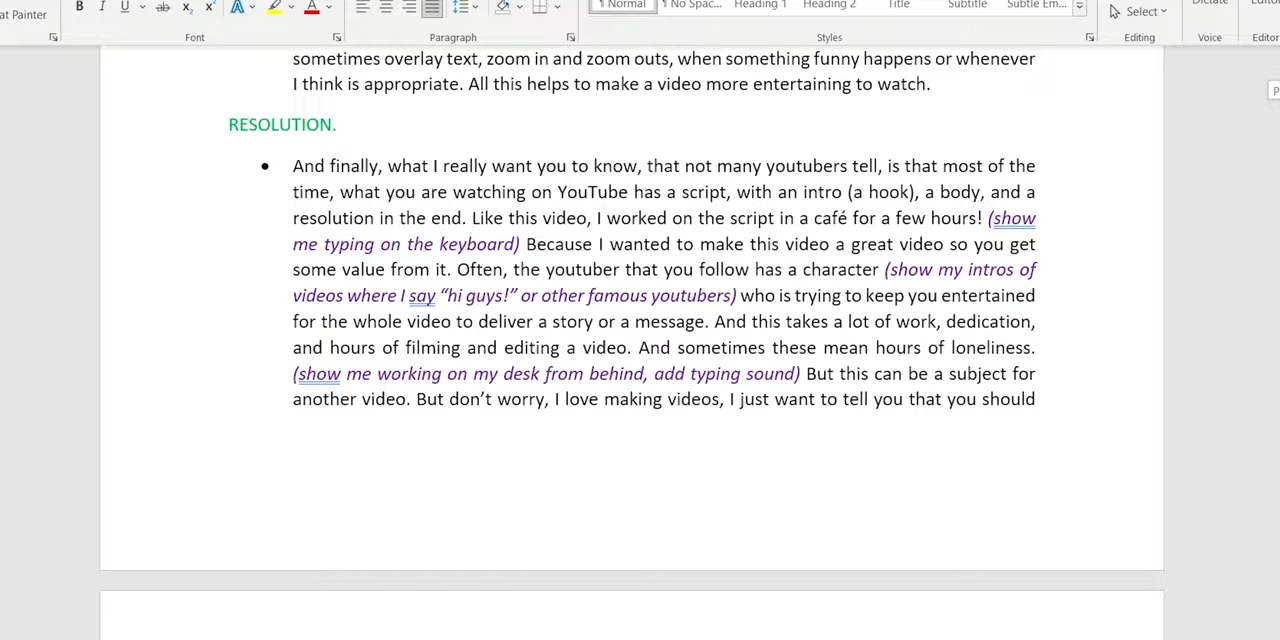 at Painter
B I U ab x₂ x² A A
Font
Paragraph
¶ Normal ¶ No Spac... Heading 1 Heading 2 Title Subtitle Subtle Em...
Styles
Select
Editing
Dictate
Voice
Editor
sometimes overlay text, zoom in and zoom outs, when something funny happens or whenever
I think is appropriate. All this helps to make a video more entertaining to watch.
RESOLUTION.
• And finally, what I really want you to know, that not many youtubers tell, is that most of the
time, what you are watching on YouTube has a script, with an intro (a hook), a body, and a
resolution in the end. Like this video, I worked on the script in a café for a few hours! (show
me typing on the keyboard) Because I wanted to make this video a great video so you get
some value from it. Often, the youtuber that you follow has a character (show my intros of
videos where I say “hi guys!” or other famous youtubers) who is trying to keep you entertained
for the whole video to deliver a story or a message. And this takes a lot of work, dedication,
and hours of filming and editing a video. And sometimes these mean hours of loneliness.
(show me working on my desk from behind, add typing sound) But this can be a subject for
another video. But don’t worry, I love making videos, I just want to tell you that you should